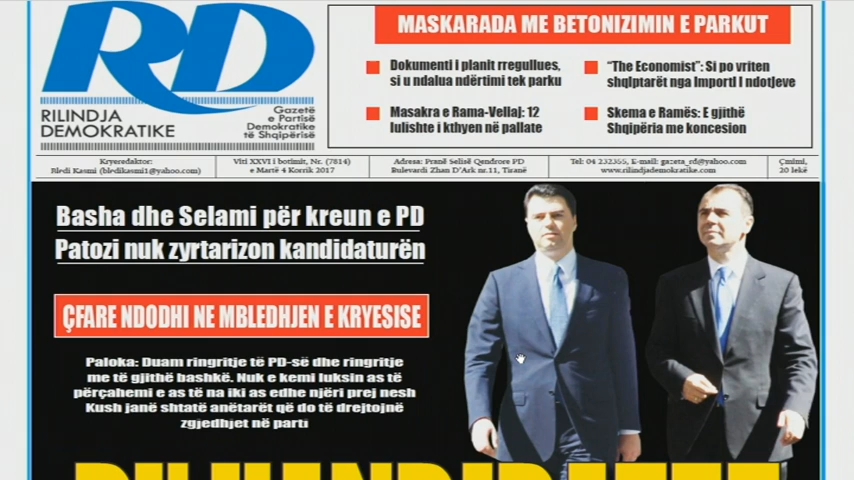 RD
RILINDJA
DEMOKRATIKE
Gazetë
e Partisë
Demokratike
të Shqipërisë
MASKARADA ME BETONIZIMIN E PARKUT
Dokumenti i planit rregullues,
si u ndalua ndërtimi tek parku
Masakra e Rama-Vellaj: 12
lulishte i kthyen në pallate
“The Economist”: Si po vriten
shqiptarët nga Importi I ndotjeve
Skema e Ramës: E gjithë
Shqipëria me koncesion
Kryeredaktor:
Bledi Kasmi (bledikasmi1@yahoo.com)
Viti XXVI i botimit, Nr. (7814)
e Martë 4 Korrik 2017
Adresa: Pranë Selisë Qendrore PD
Bulevardi Zhan D'Ark nr.11, Tiranë
Tel: 04 232355, E-mail: gazeta_rd@yahoo.com
www.rilindjademokratike.com
Çmimi,
20 lekë
Basha dhe Selami për kreun e PD
Patozi nuk zyrtarizon kandidaturën
ÇFARE NDODHI NE MBLEDHJEN E KRYESISE
Paloka: Duam ringritje të PD-së dhe ringritje
me të gjithë bashkë. Nuk e kemi luksin as të
përçahemi e as të na iki as edhe njëri prej nesh
Kush janë shtatë anëtarët që do të drejtojnë
zgjedhjet në parti